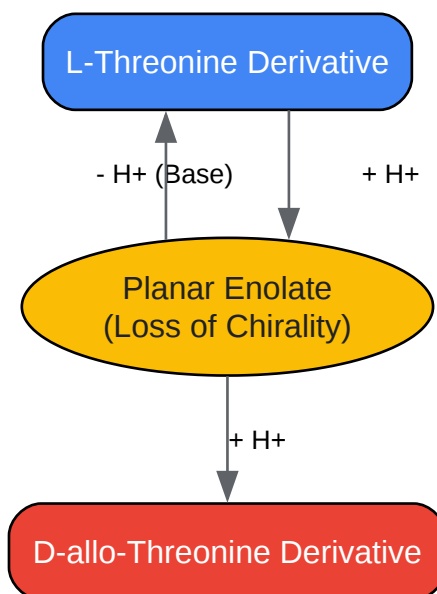 L-Threonine Derivative
- H+ (Base)
+ H+
Planar Enolate
(Loss of Chirality)
+ H+
D-allo-Threonine Derivative